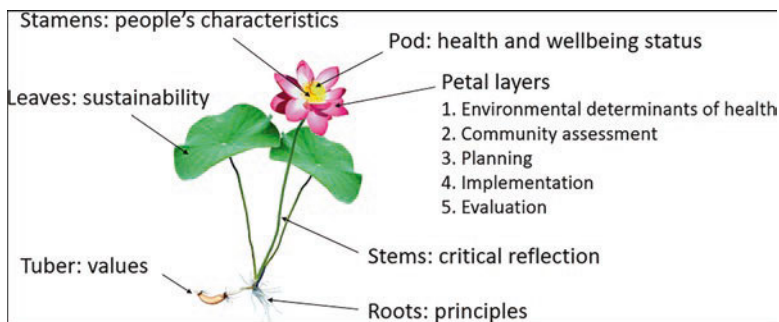 Stamens: people's characteristics
Pod: health and wellbeing status
Leaves: sustainability
Petal layers
1. Environmental determinants of health
2. Community assessment
3. Planning
4. Implementation
5. Evaluation
Stems: critical reflection
Tuber: values
Roots: principles